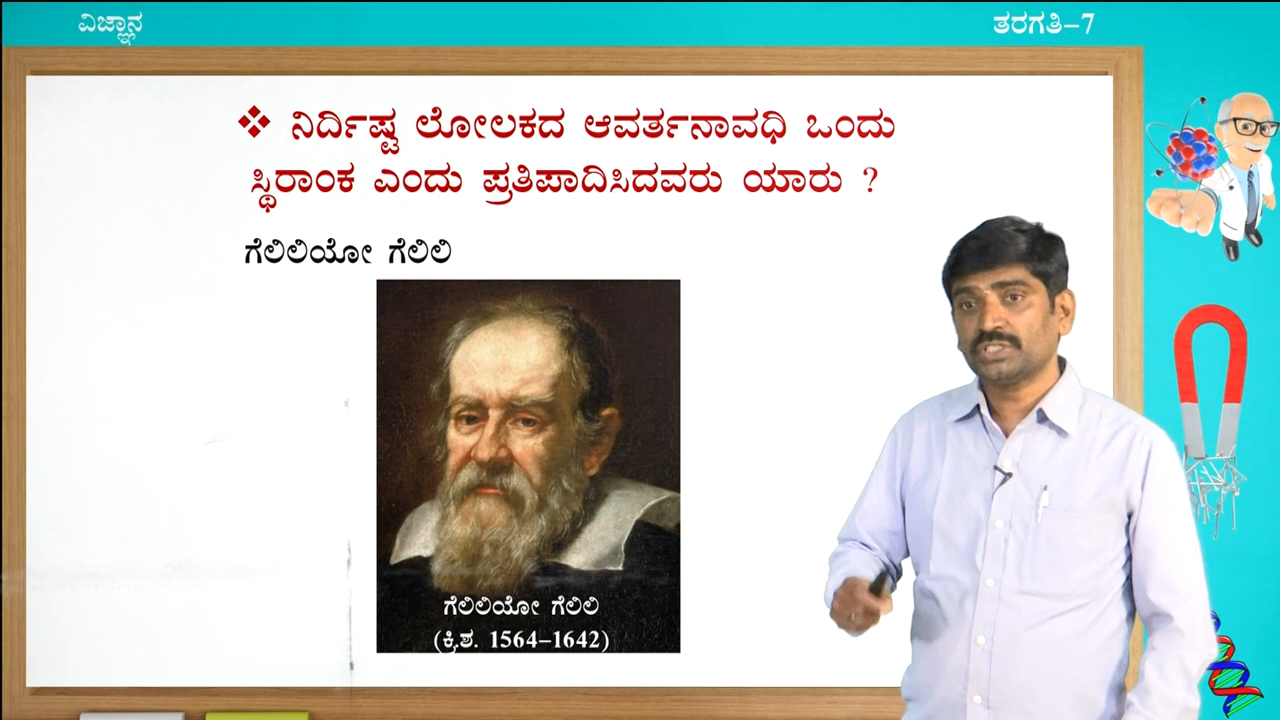 ವಿಜ್ಞಾನ
ತರಗತಿ–7
❖ ನಿರ್ದಿಷ್ಟ ಲೋಲಕದ ಆವರ್ತನಾವಧಿ ಒಂದು
ಸ್ಥಿರಾಂಕ ಎಂದು ಪ್ರತಿಪಾದಿಸಿದವರು ಯಾರು ?
ಗೆಲಿಲಿಯೋ ಗೆಲಿಲಿ
ಗೆಲಿಲಿಯೋ ಗೆಲಿಲಿ
(ಕ್ರಿ.ಶ. 1564–1642)